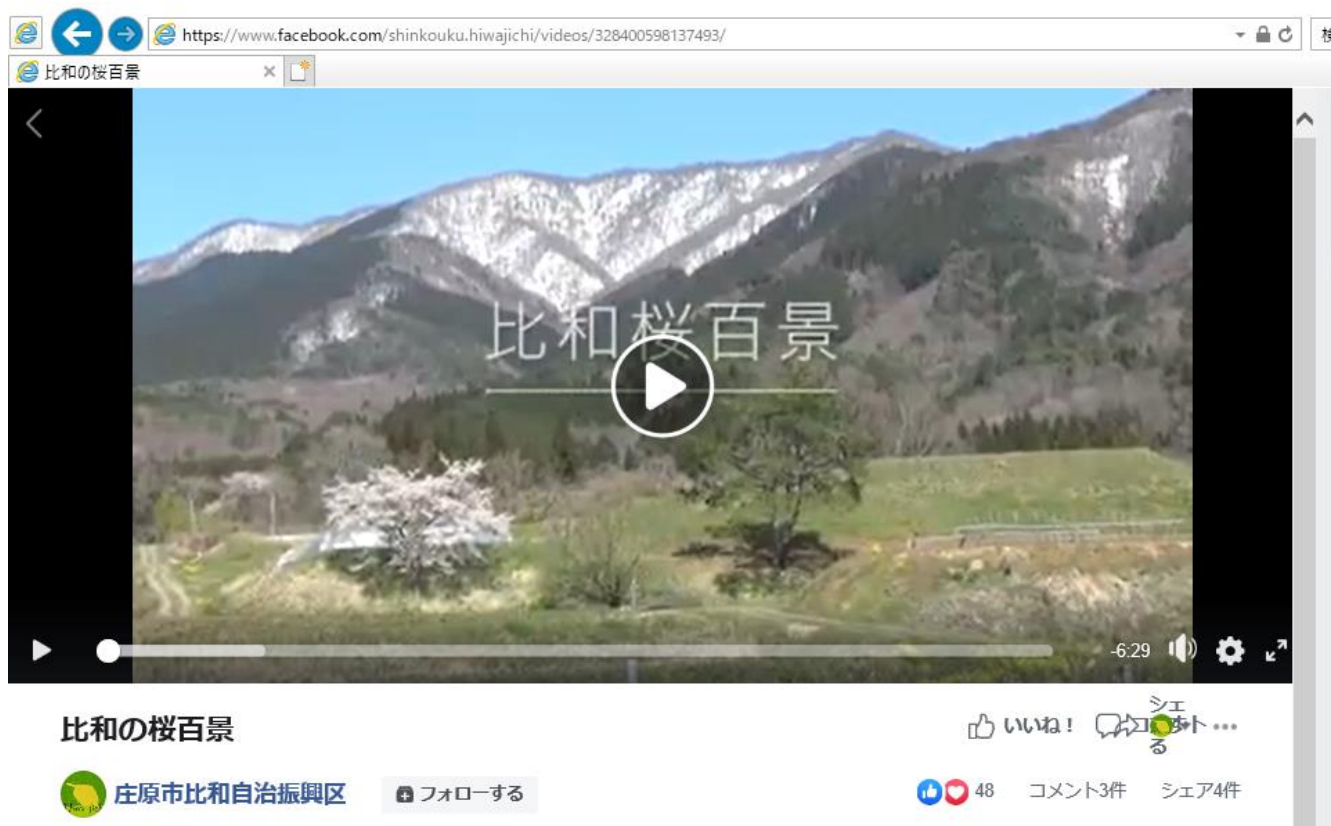 https://www.facebook.com/shinkouku.hiwajichi/videos/328400598137493/
比和の桜百景
比和桜百景
-6:29
比和の桜百景
いいね！
庄原市比和自治振興区
フォローする
48
コメント3件
シェア4件